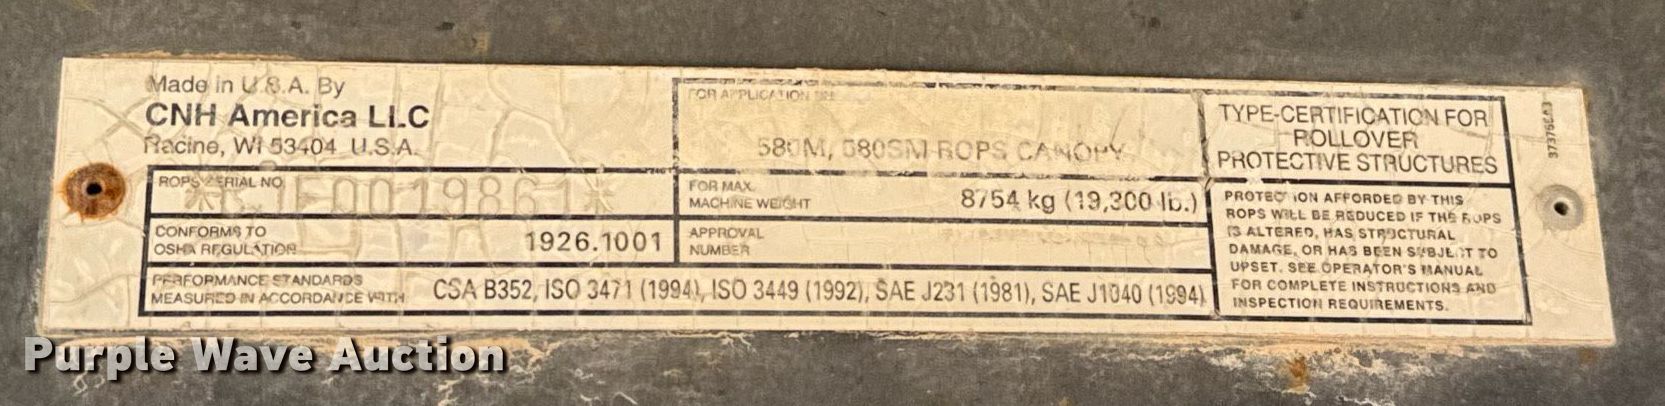 Made in U.S.A. By
CNH America LLC
Racine, WI 53404 U.S.A.
FOR APPLICATION ON
580M, 580SM ROPS CANOPY
TYPE-CERTIFICATION FOR
ROLLOVER
PROTECTIVE STRUCTURES
ROPS SERIAL NO.
FOR MAX.
MACHINE WEIGHT
8754 kg (19,300 lb.)
CONFORMS TO
OSHA REGULATION
1926.1001
APPROVAL
NUMBER
PERFORMANCE STANDARDS
MEASURED IN ACCORDANCE WITH
CSA B352, ISO 3471 (1994), ISO 3449 (1992), SAE J231 (1981), SAE J1040 (1994)
PROTECTION AFFORDED BY THIS
ROPS WILL BE REDUCED IF THE ROPS
IS ALTERED, HAS STRUCTURAL
DAMAGE, OR HAS BEEN SUBJECT TO
UPSET. SEE OPERATOR'S MANUAL
FOR COMPLETE INSTRUCTIONS AND
INSPECTION REQUIREMENTS.
Purple Wave Auction